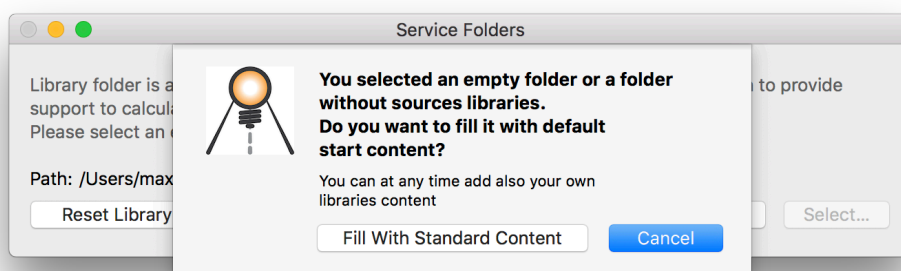 Service Folders
Library folder is a
to provide
support to calcul
Please select an
Path: /Users/max
You selected an empty folder or a folder
without sources libraries.
Do you want to fill it with default
start content?
You can at any time add also your own
libraries content
Reset Library
Fill With Standard Content
Cancel
Select...